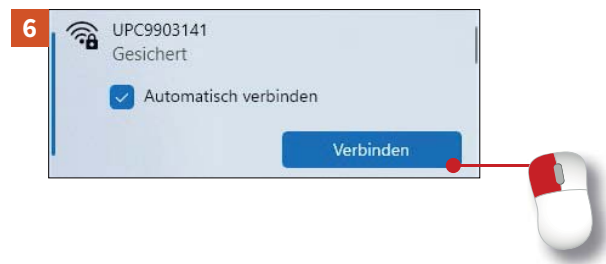 6
UPC9903141
Gesichert
Automatisch verbinden
Verbinden